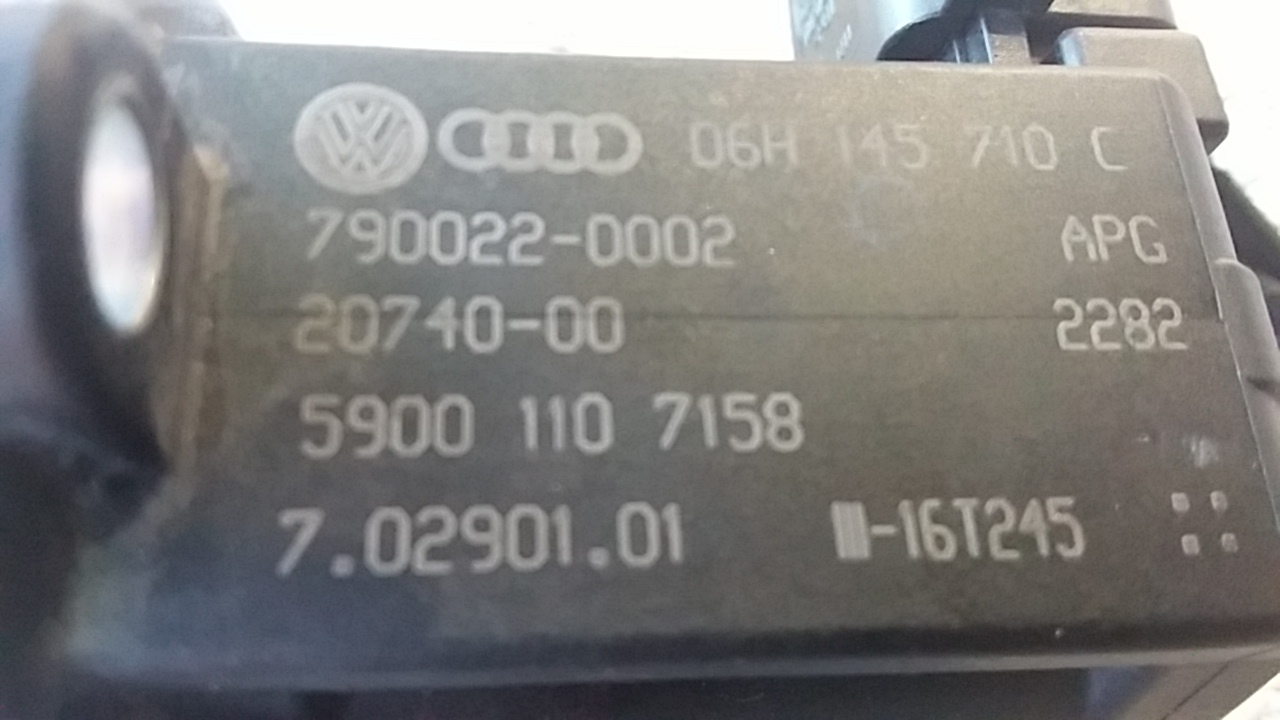 06H 145 710 C
790022-0002 APG
20740-00 2282
5900 110 7158
7.02901.01 -16T245